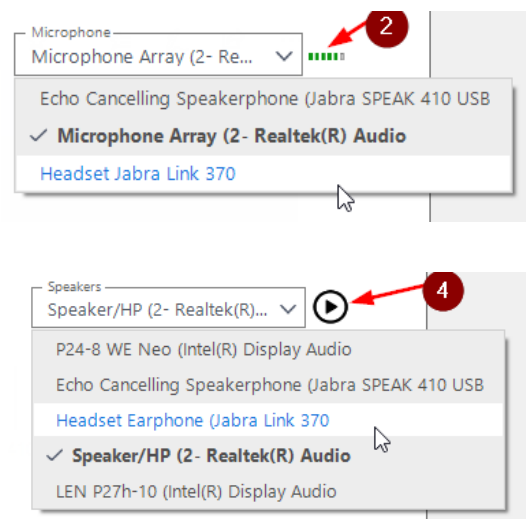 Microphone
2
Microphone Array (2- Re...
Echo Cancelling Speakerphone (Jabra SPEAK 410 USB
Microphone Array (2- Realtek(R) Audio
Headset Jabra Link 370
Speakers
4
Speaker/HP (2- Realtek(R)...
P24-8 WE Neo (Intel(R) Display Audio
Echo Cancelling Speakerphone (Jabra SPEAK 410 USB
Headset Earphone (Jabra Link 370
Speaker/HP (2- Realtek(R) Audio
LEN P27h-10 (Intel(R) Display Audio